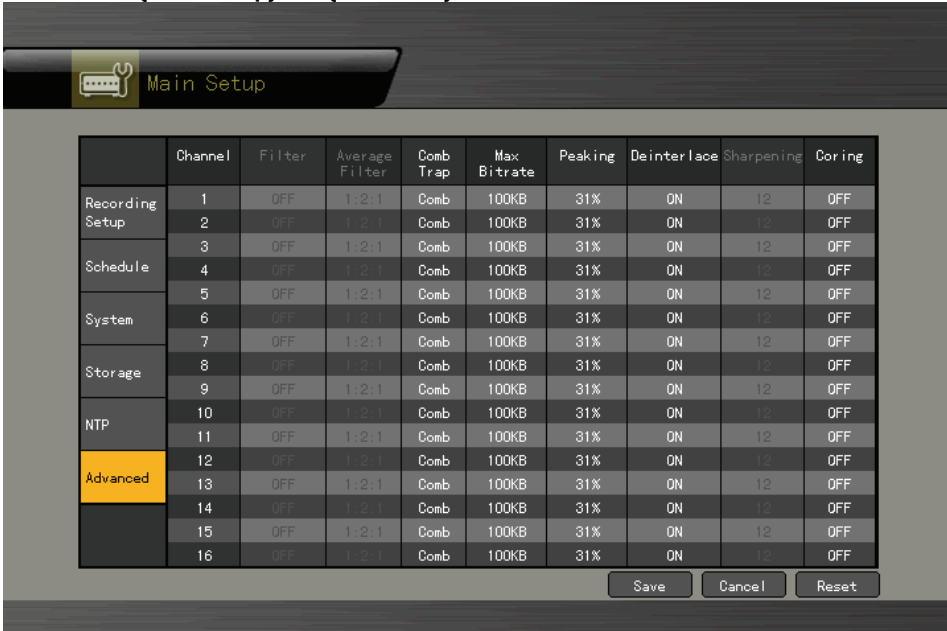 Main Setup
Channel Filter Average Filter Comb Trap Max Bitrate Peaking Deinterlace Sharpening Coring
Recording Setup
Schedule
System
Storage
NTP
Advanced
1 OFF 1:2:1 Comb 100KB 31% ON 12 OFF
2 OFF 1:2:1 Comb 100KB 31% ON 12 OFF
3 OFF 1:2:1 Comb 100KB 31% ON 12 OFF
4 OFF 1:2:1 Comb 100KB 31% ON 12 OFF
5 OFF 1:2:1 Comb 100KB 31% ON 12 OFF
6 OFF 1:2:1 Comb 100KB 31% ON 12 OFF
7 OFF 1:2:1 Comb 100KB 31% ON 12 OFF
8 OFF 1:2:1 Comb 100KB 31% ON 12 OFF
9 OFF 1:2:1 Comb 100KB 31% ON 12 OFF
10 OFF 1:2:1 Comb 100KB 31% ON 12 OFF
11 OFF 1:2:1 Comb 100KB 31% ON 12 OFF
12 OFF 1:2:1 Comb 100KB 31% ON 12 OFF
13 OFF 1:2:1 Comb 100KB 31% ON 12 OFF
14 OFF 1:2:1 Comb 100KB 31% ON 12 OFF
15 OFF 1:2:1 Comb 100KB 31% ON 12 OFF
16 OFF 1:2:1 Comb 100KB 31% ON 12 OFF
Save Cancel Reset